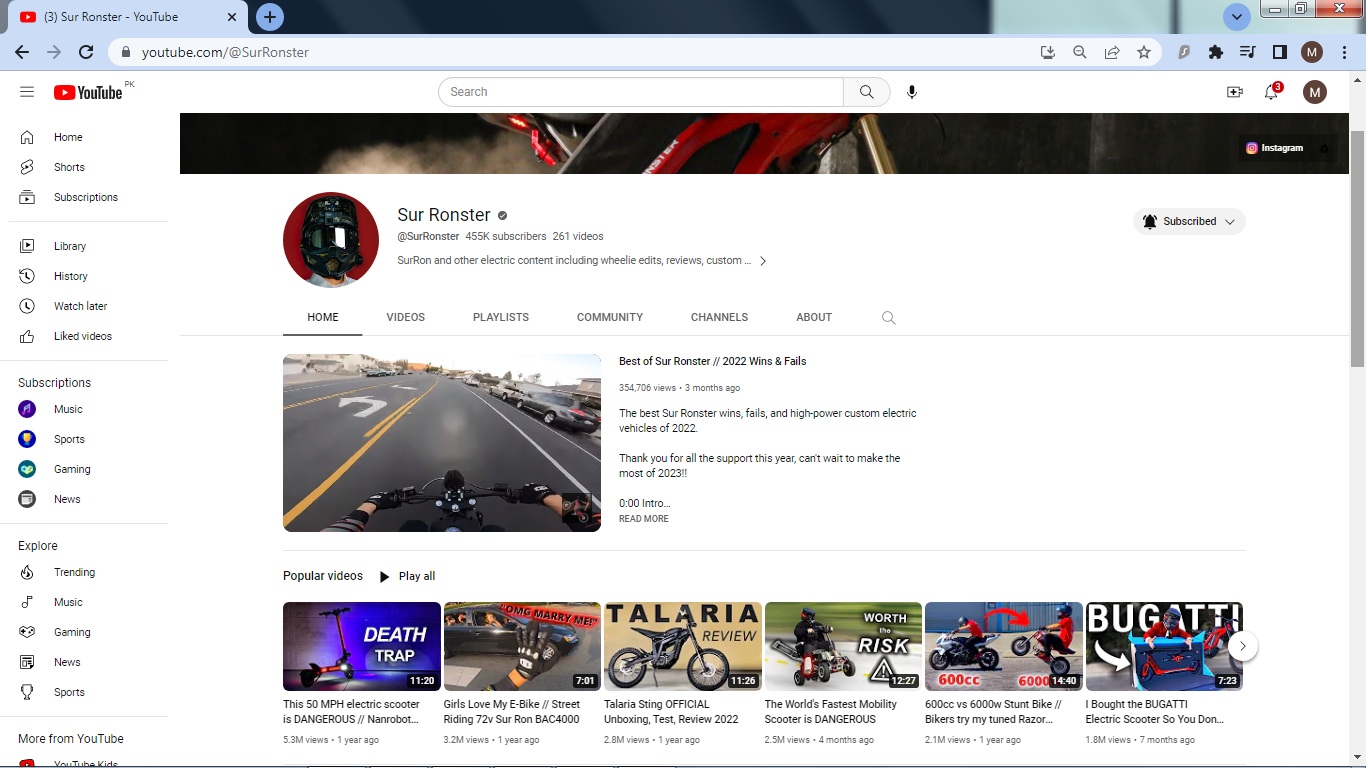 (3) Sur Ronster - YouTube
youtube.com/@SurRonster
M
YouTube PK
Search
3
M
Home
Shorts
Subscriptions
Library
History
Watch later
Liked videos
Subscriptions
Music
Sports
Gaming
News
Explore
Trending
Music
Gaming
News
Sports
More from YouTube
YouTube Kids
Instagram
Sur Ronster
@SurRonster 455K subscribers 261 videos
SurRon and other electric content including wheelie edits, reviews, custom ...
Subscribed
HOME VIDEOS PLAYLISTS COMMUNITY CHANNELS ABOUT
Best of Sur Ronster // 2022 Wins & Fails
354,706 views • 3 months ago
The best Sur Ronster wins, fails, and high-power custom electric
vehicles of 2022.
Thank you for all the support this year, can't wait to make the
most of 2023!!
0:00 Intro...
READ MORE
Popular videos Play all
DEATH
TRAP
11:20
This 50 MPH electric scooter
is DANGEROUS // Nanrobot...
5.3M views • 1 year ago
"OMG MARRY ME!"
7:01
Girls Love My E-Bike // Street
Riding 72v Sur Ron BAC4000
3.2M views • 1 year ago
TALARIA
REVIEW
11:26
Talaria Sting OFFICIAL
Unboxing, Test, Review 2022
2.8M views • 1 year ago
WORTH
the
RISK
12:27
The World's Fastest Mobility
Scooter is DANGEROUS
2.5M views • 4 months ago
600cc
6000
14:40
600cc vs 6000w Stunt Bike //
Bikers try my tuned Razor...
2.1M views • 1 year ago
BUGATTI
7:23
I Bought the BUGATTI
Electric Scooter So You Don...
1.8M views • 7 months ago